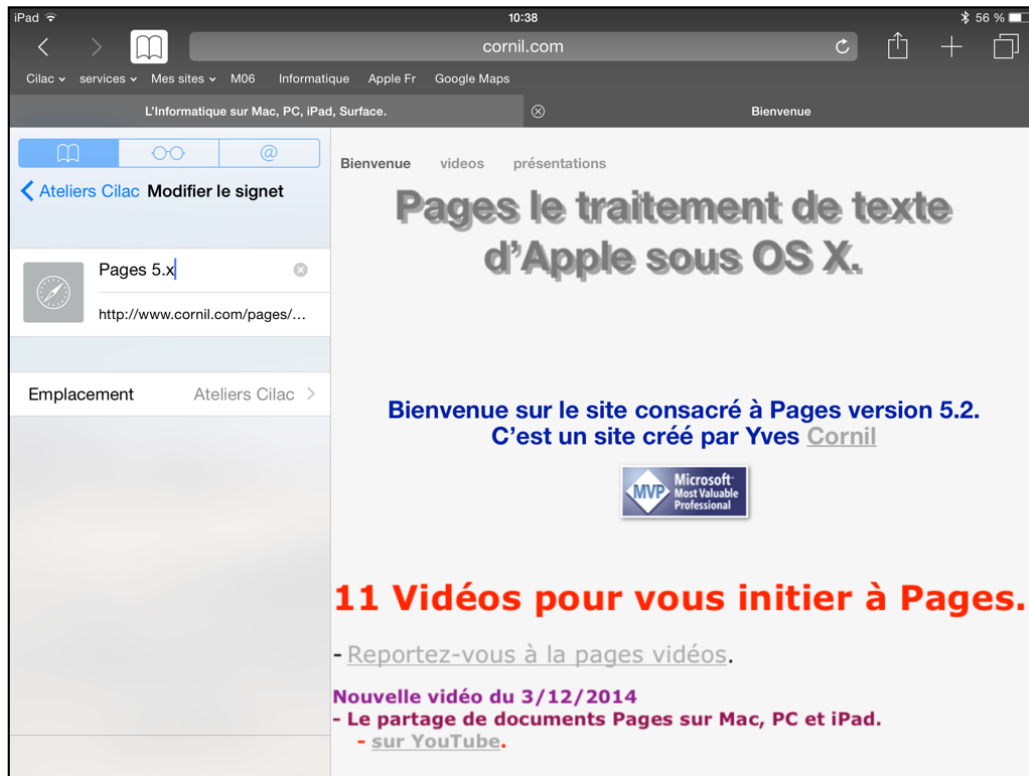 iPad 10:38 56 %
cornil.com
Cilac services Mes sites M06 Informatique Apple Fr Google Maps
L'Informatique sur Mac, PC, iPad, Surface. Bienvenue
@
Ateliers Cilac Modifier le signet
Pages 5.x
http://www.cornil.com/pages/...
Emplacement Ateliers Cilac
Bienvenue videos présentations
Pages le traitement de texte
d'Apple sous OS X.
Bienvenue sur le site consacré à Pages version 5.2.
C'est un site créé par Yves Cornil
MVP
Microsoft
Most Valuable
Professional
11 Vidéos pour vous initier à Pages.
- Reportez-vous à la pages vidéos.
Nouvelle vidéo du 3/12/2014
- Le partage de documents Pages sur Mac, PC et iPad.
- sur YouTube.